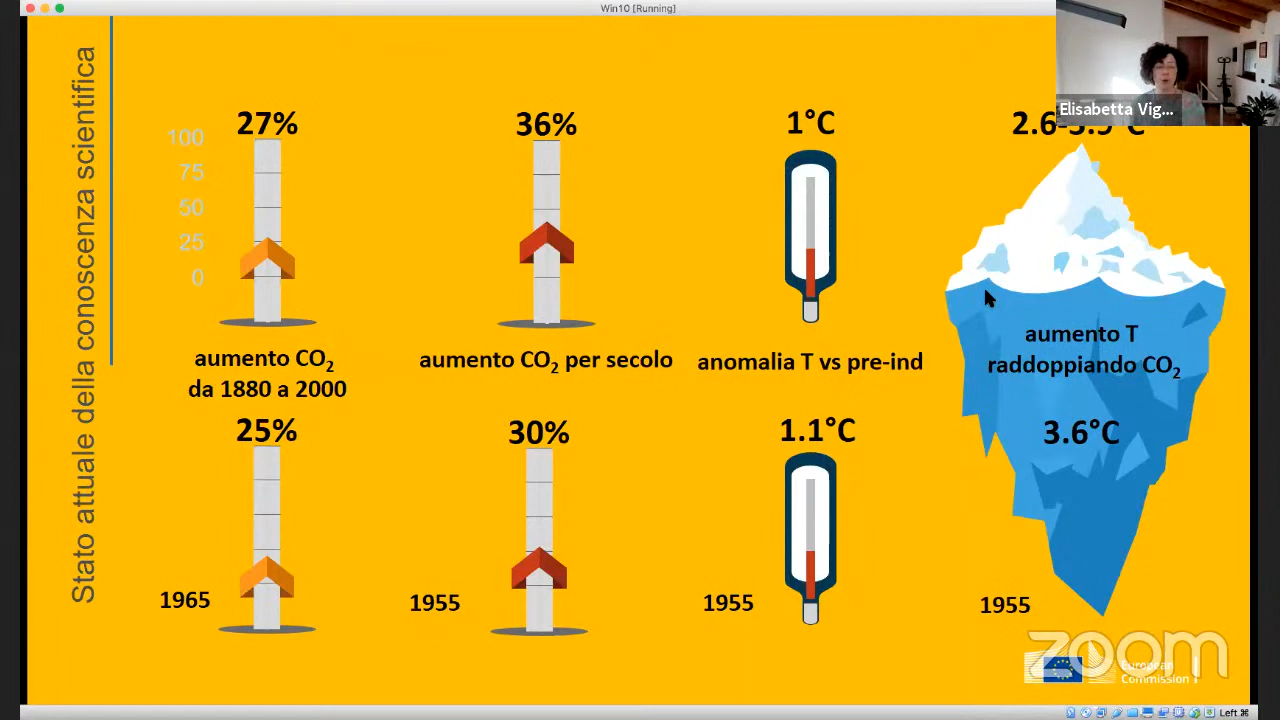 Win10 [Running]
Elisabetta Vig...
Stato attuale della conoscenza scientifica
27%
36%
1°C
100
75
50
25
0
aumento CO2
da 1880 a 2000
aumento CO2 per secolo
anomalia T vs pre-ind
aumento T
raddoppiando CO2
25%
30%
1.1°C
3.6°C
1965
1955
1955
1955
zoom
European
Commission
Left ⌘